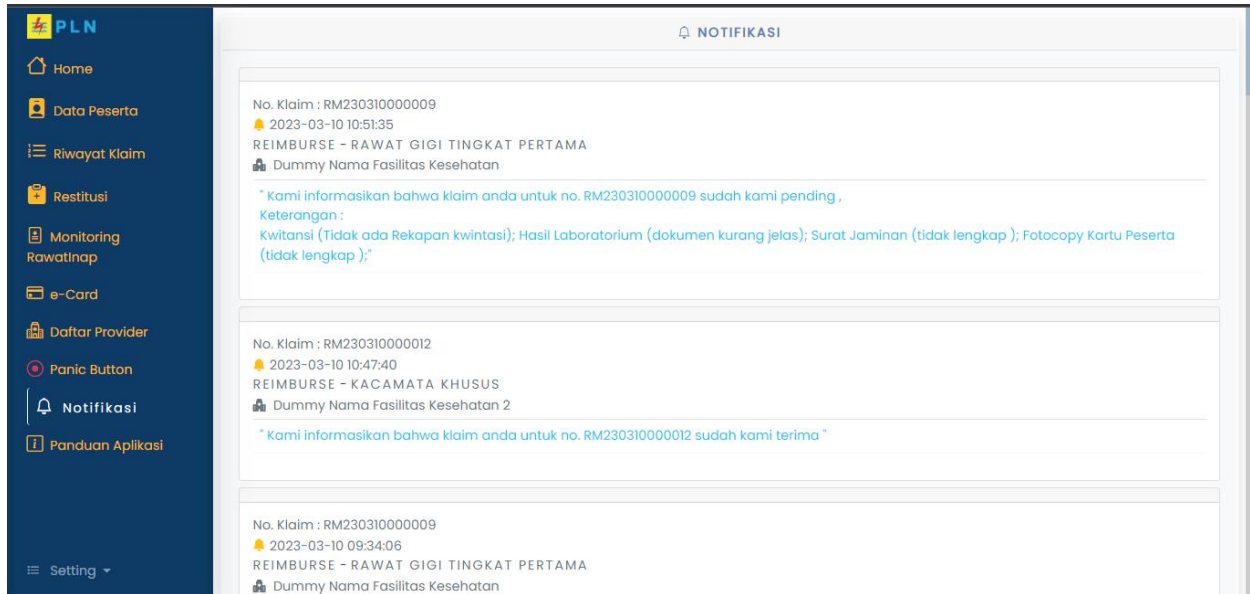 PLN
Home
Data Peserta
Riwayat Klaim
Restitusi
Monitoring
RawatInap
e-Card
Daftar Provider
Panic Button
Notifikasi
Panduan Aplikasi
Setting
NOTIFIKASI
No. Klaim : RM230310000009
2023-03-10 10:51:35
REIMBURSE - RAWAT GIGI TINGKAT PERTAMA
Dummy Nama Fasilitas Kesehatan
" Kami informasikan bahwa klaim anda untuk no. RM230310000009 sudah kami pending ,
Keterangan :
Kwitansi (Tidak ada Rekapan kwintasi); Hasil Laboratorium (dokumen kurang jelas); Surat Jaminan (tidak lengkap ); Fotocopy Kartu Peserta
(tidak lengkap );"
No. Klaim : RM230310000012
2023-03-10 10:47:40
REIMBURSE - KACAMATA KHUSUS
Dummy Nama Fasilitas Kesehatan 2
" Kami informasikan bahwa klaim anda untuk no. RM230310000012 sudah kami terima "
No. Klaim : RM230310000009
2023-03-10 09:34:06
REIMBURSE - RAWAT GIGI TINGKAT PERTAMA
Dummy Nama Fasilitas Kesehatan